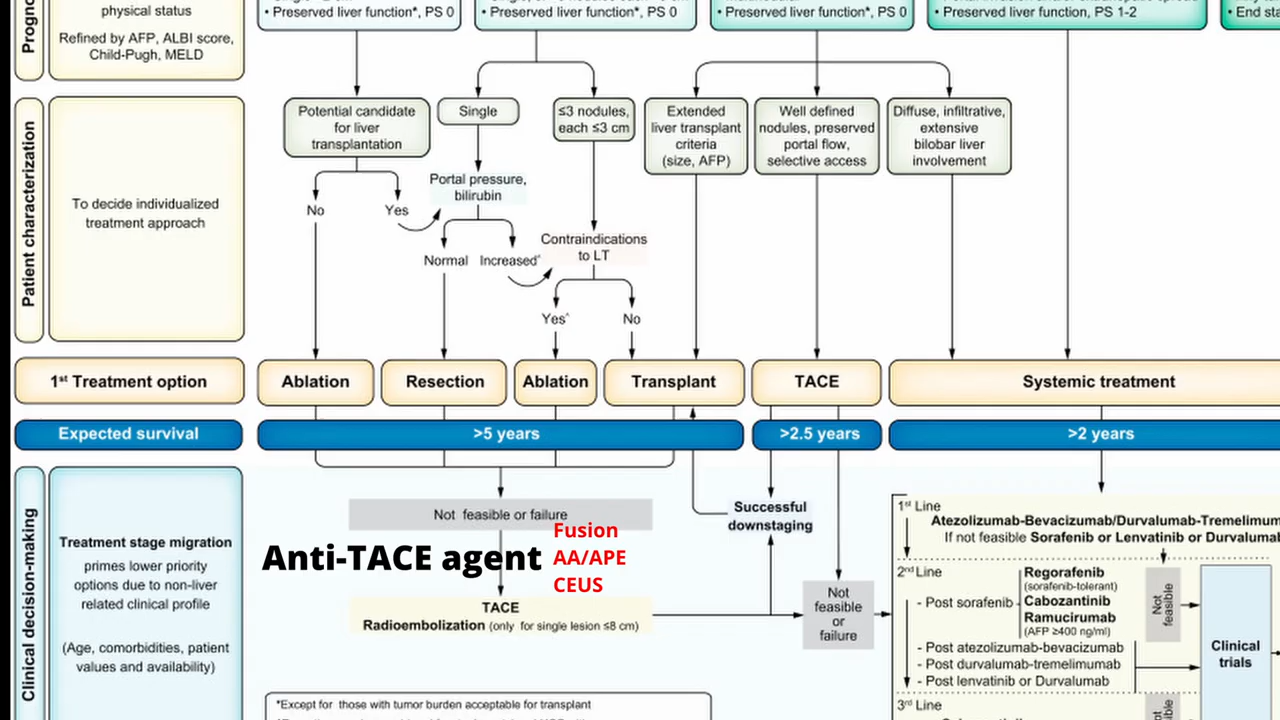 Progno
physical status
Refined by AFP, ALBI score,
Child-Pugh, MELD
• Preserved liver function*, PS 0
• Preserved liver function*, PS 0
• Preserved liver function*, PS 0
• Preserved liver function, PS 1-2
• End sta
Patient characterization
To decide individualized
treatment approach
Potential candidate
for liver
transplantation
Single
≤3 nodules,
each ≤3 cm
Extended
liver transplant
criteria
(size, AFP)
Well defined
nodules, preserved
portal flow,
selective access
Diffuse, infiltrative,
extensive
bilobar liver
involvement
No
Yes
Portal pressure,
bilirubin
Normal
Increased^
Contraindications
to LT
Yes^
No
1st Treatment option
Ablation
Resection
Ablation
Transplant
TACE
Systemic treatment
Expected survival
>5 years
>2.5 years
>2 years
Clinical decision-making
Treatment stage migration
primes lower priority
options due to non-liver
related clinical profile
(Age, comorbidities, patient
values and availability)
Not feasible or failure
Anti-TACE agent
Fusion
AA/APE
CEUS
TACE
Radioembolization (only for single lesion ≤8 cm)
Successful
downstaging
Not
feasible
or
failure
1st Line
Atezolizumab-Bevacizumab/Durvalumab-Tremelimum
If not feasible Sorafenib or Lenvatinib or Durvaluma
2nd Line
- Post sorafenib
Regorafenib
(sorafenib-tolerant)
Cabozantinib
Ramucirumab
(AFP ≥400 ng/ml)
- Post atezolizumab-bevacizumab
- Post durvalumab-tremelimumab
- Post lenvatinib or Durvalumab
Not
feasible
Clinical
trials
3rd Line
*Except for those with tumor burden acceptable for transplant